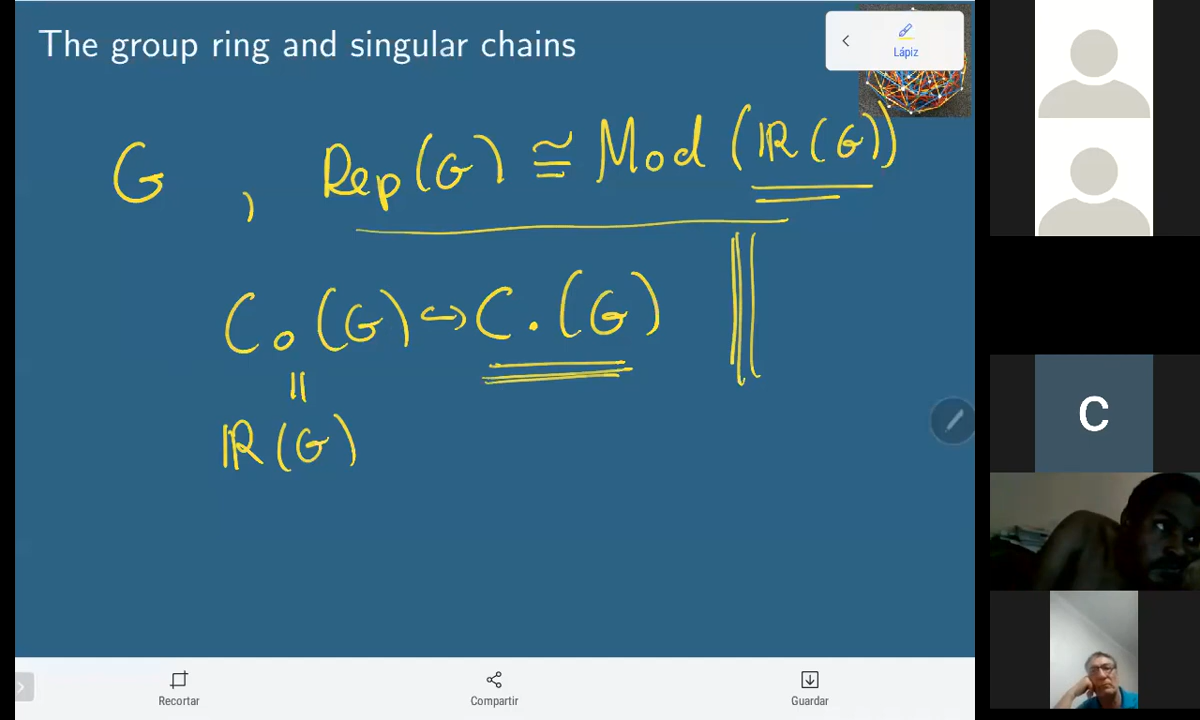 The group ring and singular chains
Lápiz
G , Rep(G) ≅ Mod(ℝ(G))
C₀(G) ↪ C.(G)
||
ℝ(G)
C
Recortar Compartir Guardar